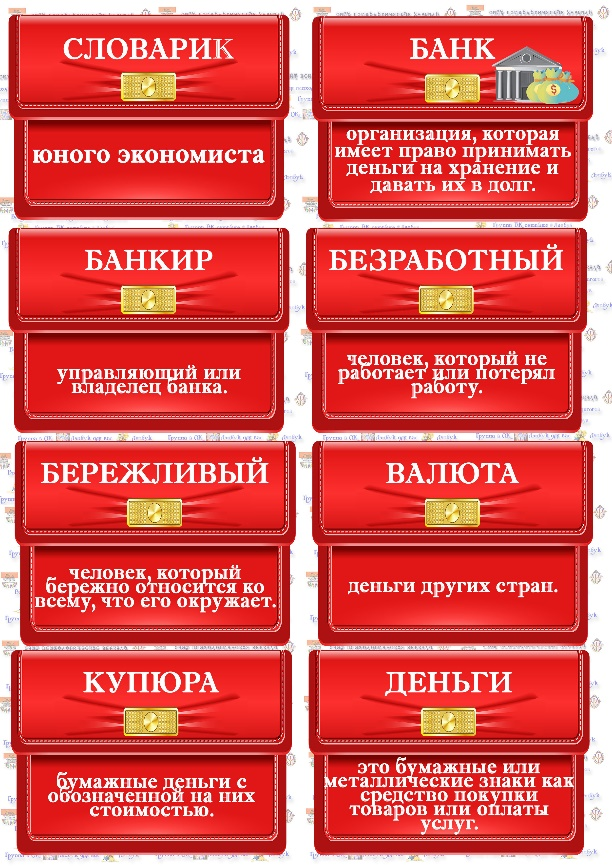 СЛОВАРИК
юного экономиста
БАНК
организация, которая
имеет право принимать
деньги на хранение и
давать их в долг.
БАНКИР
управляющий или
владелец банка.
БЕЗРАБОТНЫЙ
человек, который не
работает или потерял
работу.
БЕРЕЖЛИВЫЙ
человек, который
бережно относится ко
всему, что его окружает.
ВАЛЮТА
деньги других стран.
КУПЮРА
бумажные деньги с
обозначенной на них
стоимостью.
ДЕНЬГИ
это бумажные или
металлические знаки как
средство покупки
товаров или оплаты
услуг.